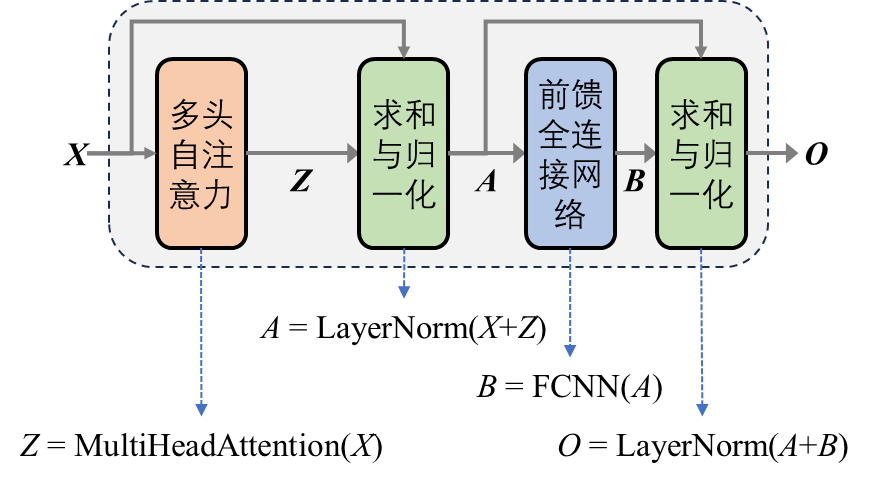 多头
自注
意力
求和
与归
一化
前馈
全连
接网
络
求和
与归
一化
X
Z
A
B
O
A = LayerNorm(X+Z)
B = FCNN(A)
Z = MultiHeadAttention(X)
O = LayerNorm(A+B)